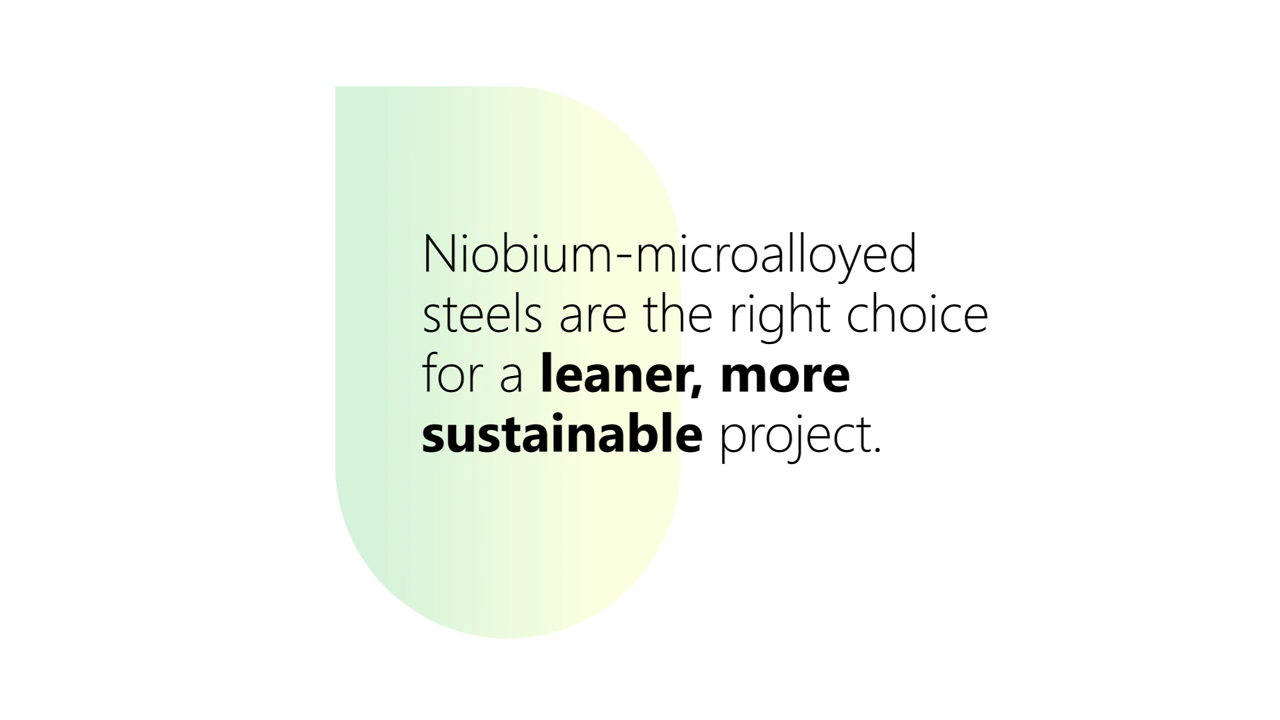 Niobium-microalloyed
steels are the right choice
for a leaner, more
sustainable project.